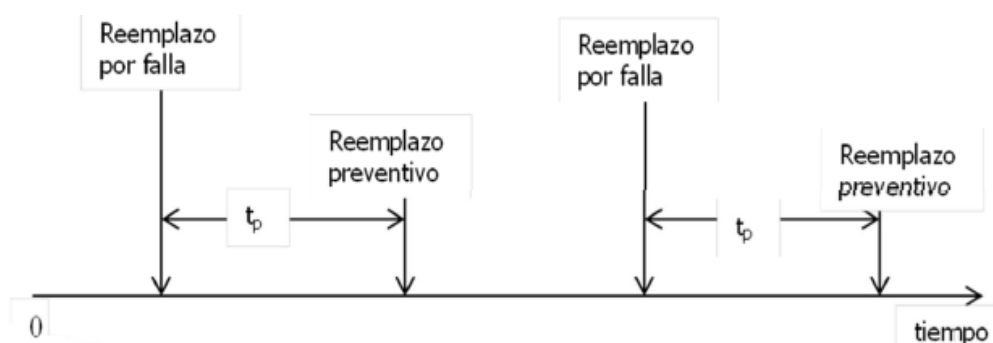 Reemplazo
por falla
Reemplazo
preventivo
Reemplazo
por falla
Reemplazo
preventivo
tp
tp
0
tiempo